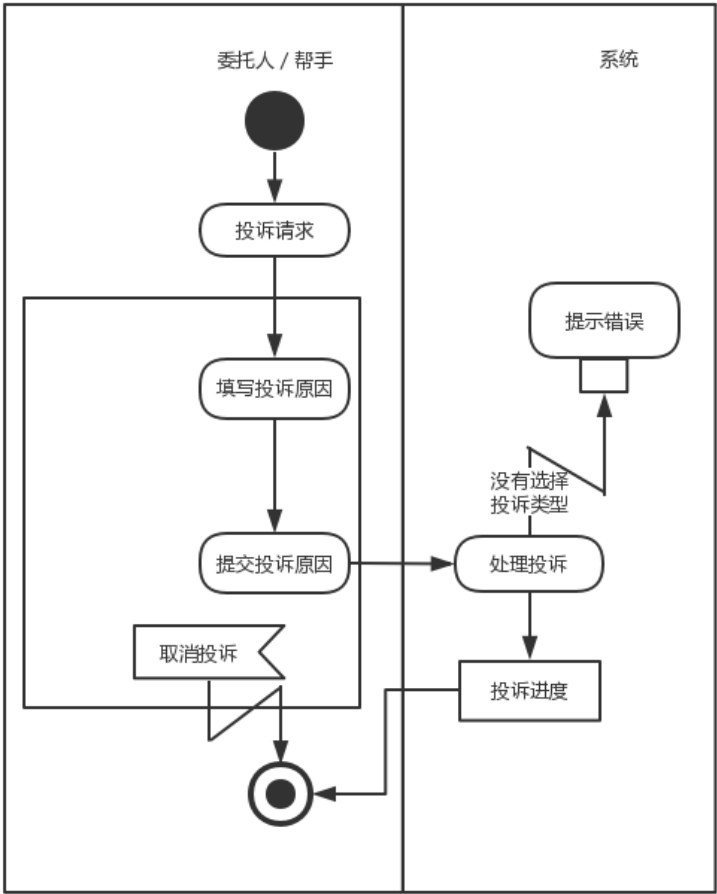 委托人 / 帮手
系统
投诉请求
提示错误
填写投诉原因
没有选择
投诉类型
提交投诉原因
处理投诉
取消投诉
投诉进度